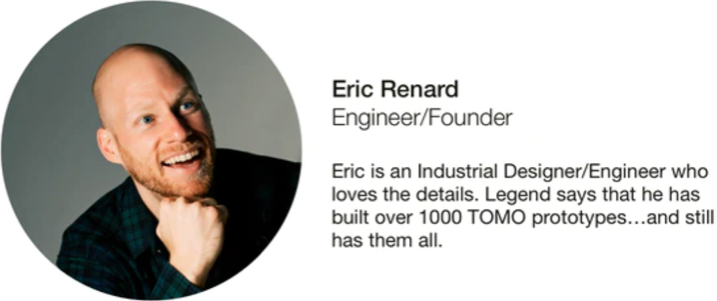 Eric Renard
Engineer/Founder
Eric is an Industrial Designer/Engineer who
loves the details. Legend says that he has
built over 1000 TOMO prototypes…and still
has them all.